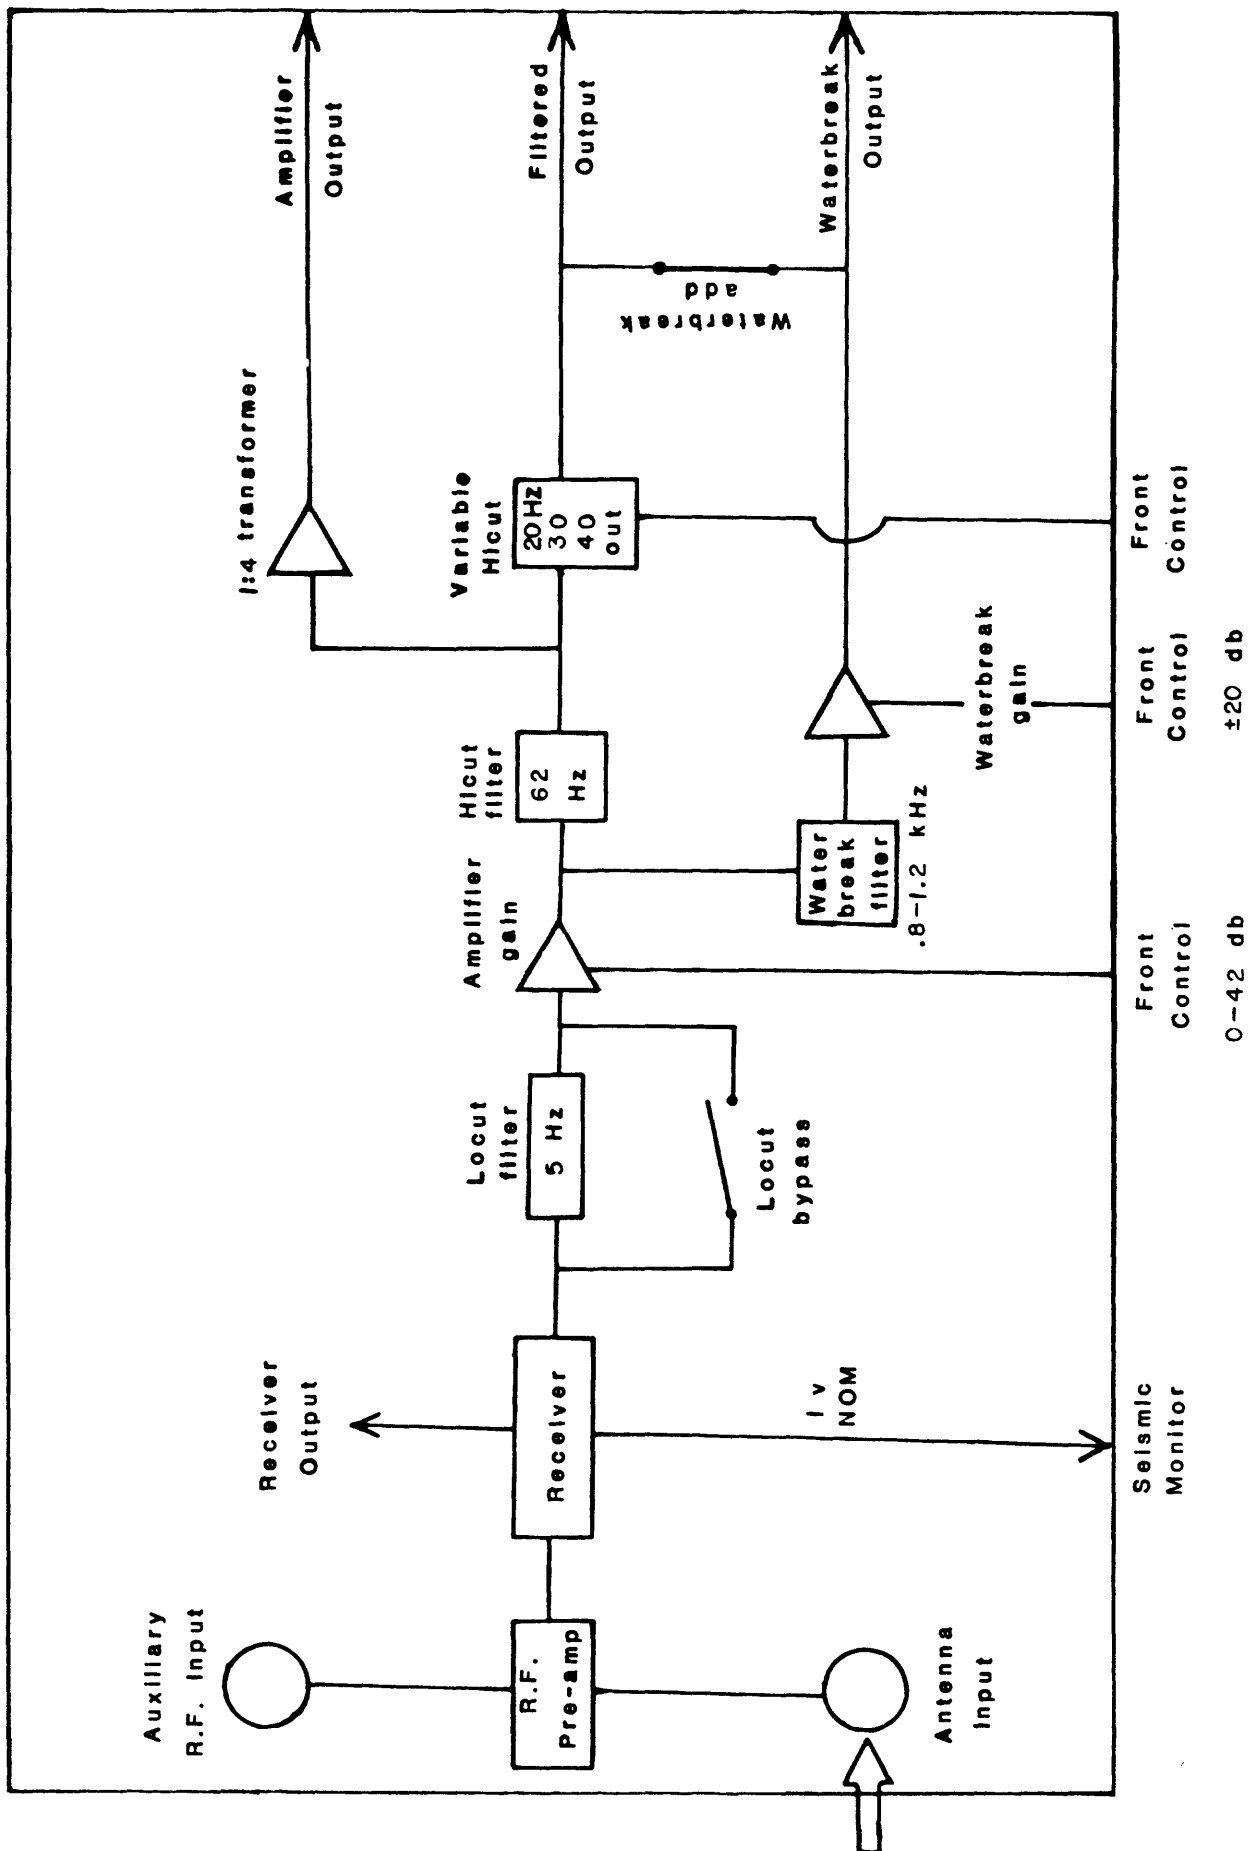 Auxiliary
R.F. Input
R.F.
Pre-amp
Antenna
Input
Receiver
Output
Receiver
1 v
NOM
Seismic
Monitor
Locut
filter
5 Hz
Locut
bypass
Amplifier
gain
Front
Control
0-42 db
Hicut
filter
62
Hz
Water
break
filter
.8-1.2 kHz
Waterbreak
gain
Front
Control
±20 db
1:4 transformer
Variable
Hicut
20Hz
30
40
out
Front
Control
Waterbreak
add
Amplifier
Output
Filtered
Output
Waterbreak
Output